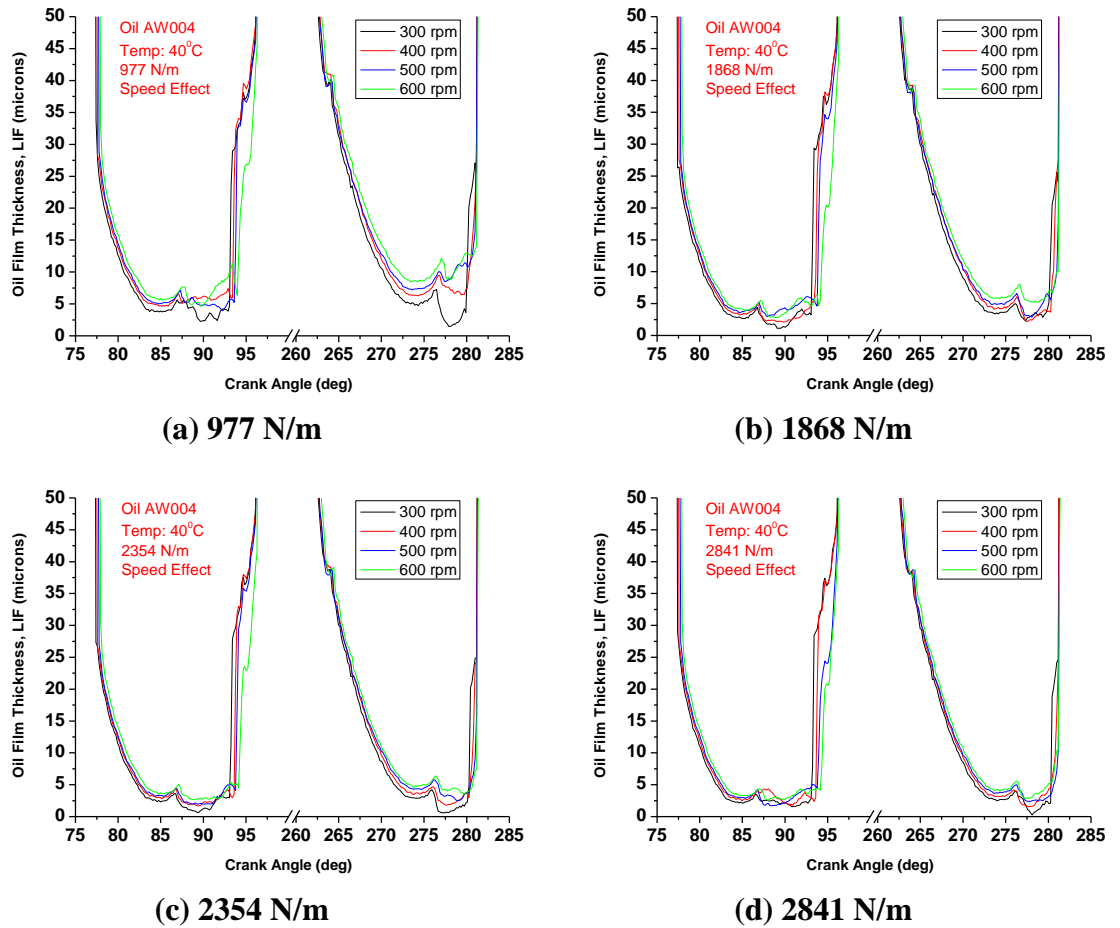 Oil Film Thickness, LIF (microns)
50
45
40
35
30
25
20
15
10
5
0
Oil AW004
Temp: 40⁰C
977 N/m
Speed Effect
300 rpm
400 rpm
500 rpm
600 rpm
75 80 85 90 95 260 265 270 275 280 285
Crank Angle (deg)
(a) 977 N/m
Oil Film Thickness, LIF (microns)
50
45
40
35
30
25
20
15
10
5
0
Oil AW004
Temp: 40⁰C
1868 N/m
Speed Effect
300 rpm
400 rpm
500 rpm
600 rpm
75 80 85 90 95 260 265 270 275 280 285
Crank Angle (deg)
(b) 1868 N/m
Oil Film Thickness, LIF (microns)
50
45
40
35
30
25
20
15
10
5
0
Oil AW004
Temp: 40⁰C
2354 N/m
Speed Effect
300 rpm
400 rpm
500 rpm
600 rpm
75 80 85 90 95 260 265 270 275 280 285
Crank Angle (deg)
(c) 2354 N/m
Oil Film Thickness, LIF (microns)
50
45
40
35
30
25
20
15
10
5
0
Oil AW004
Temp: 40⁰C
2841 N/m
Speed Effect
300 rpm
400 rpm
500 rpm
600 rpm
75 80 85 90 95 260 265 270 275 280 285
Crank Angle (deg)
(d) 2841 N/m